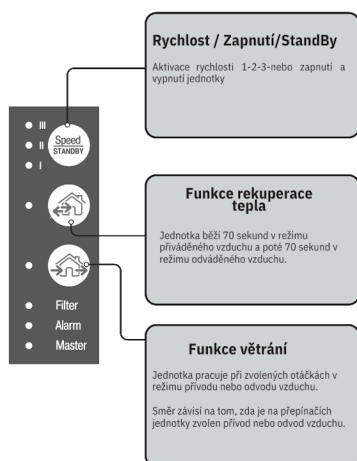 Rychlost / Zapnutí/StandBy
Aktivace rychlosti 1-2-3-nebo zapnutí a
vypnutí jednotky
III
II
I
Speed
STANDBY
Funkce rekuperace
tepla
Jednotka běží 70 sekund v režimu
přiváděného vzduchu a poté 70 sekund v
režimu odváděného vzduchu.
Filter
Alarm
Master
Funkce větrání
Jednotka pracuje při zvolených otáčkách v
režimu přívodu nebo odvodu vzduchu.
Směr závisí na tom, zda je na přepínačích
jednotky zvolen přívod nebo odvod vzduchu.